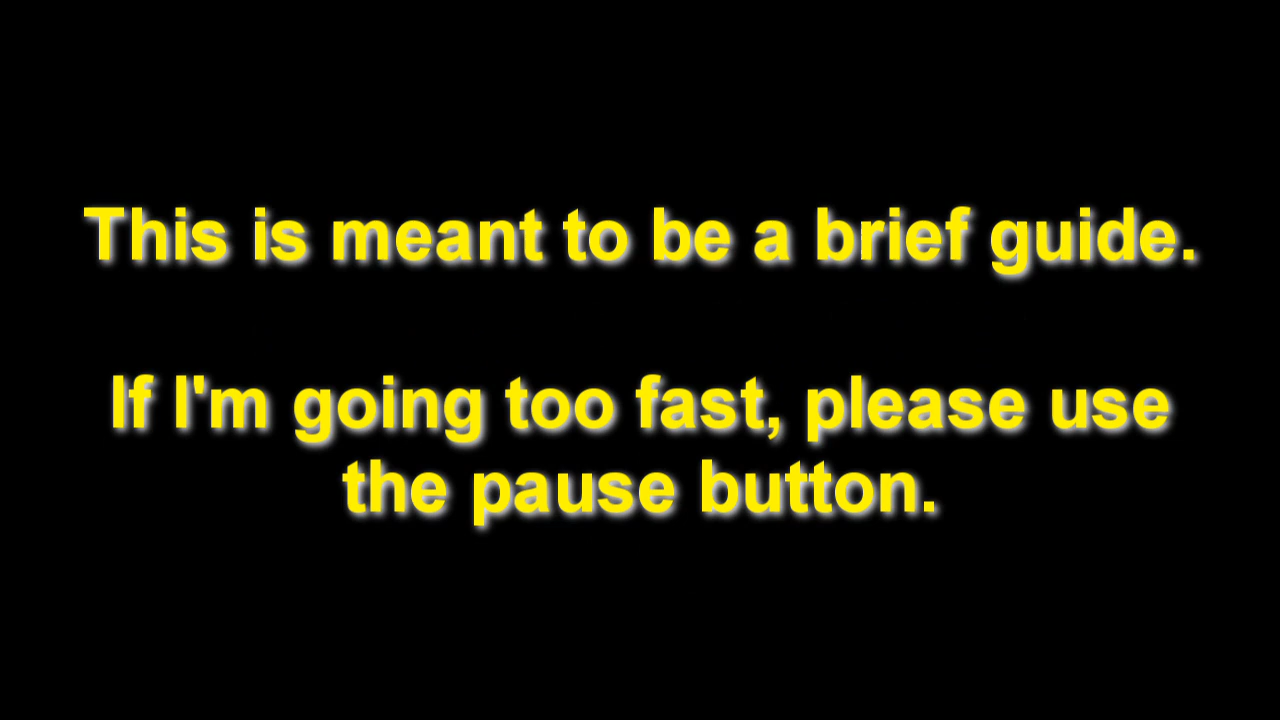 This is meant to be a brief guide.
If I'm going too fast, please use
the pause button.